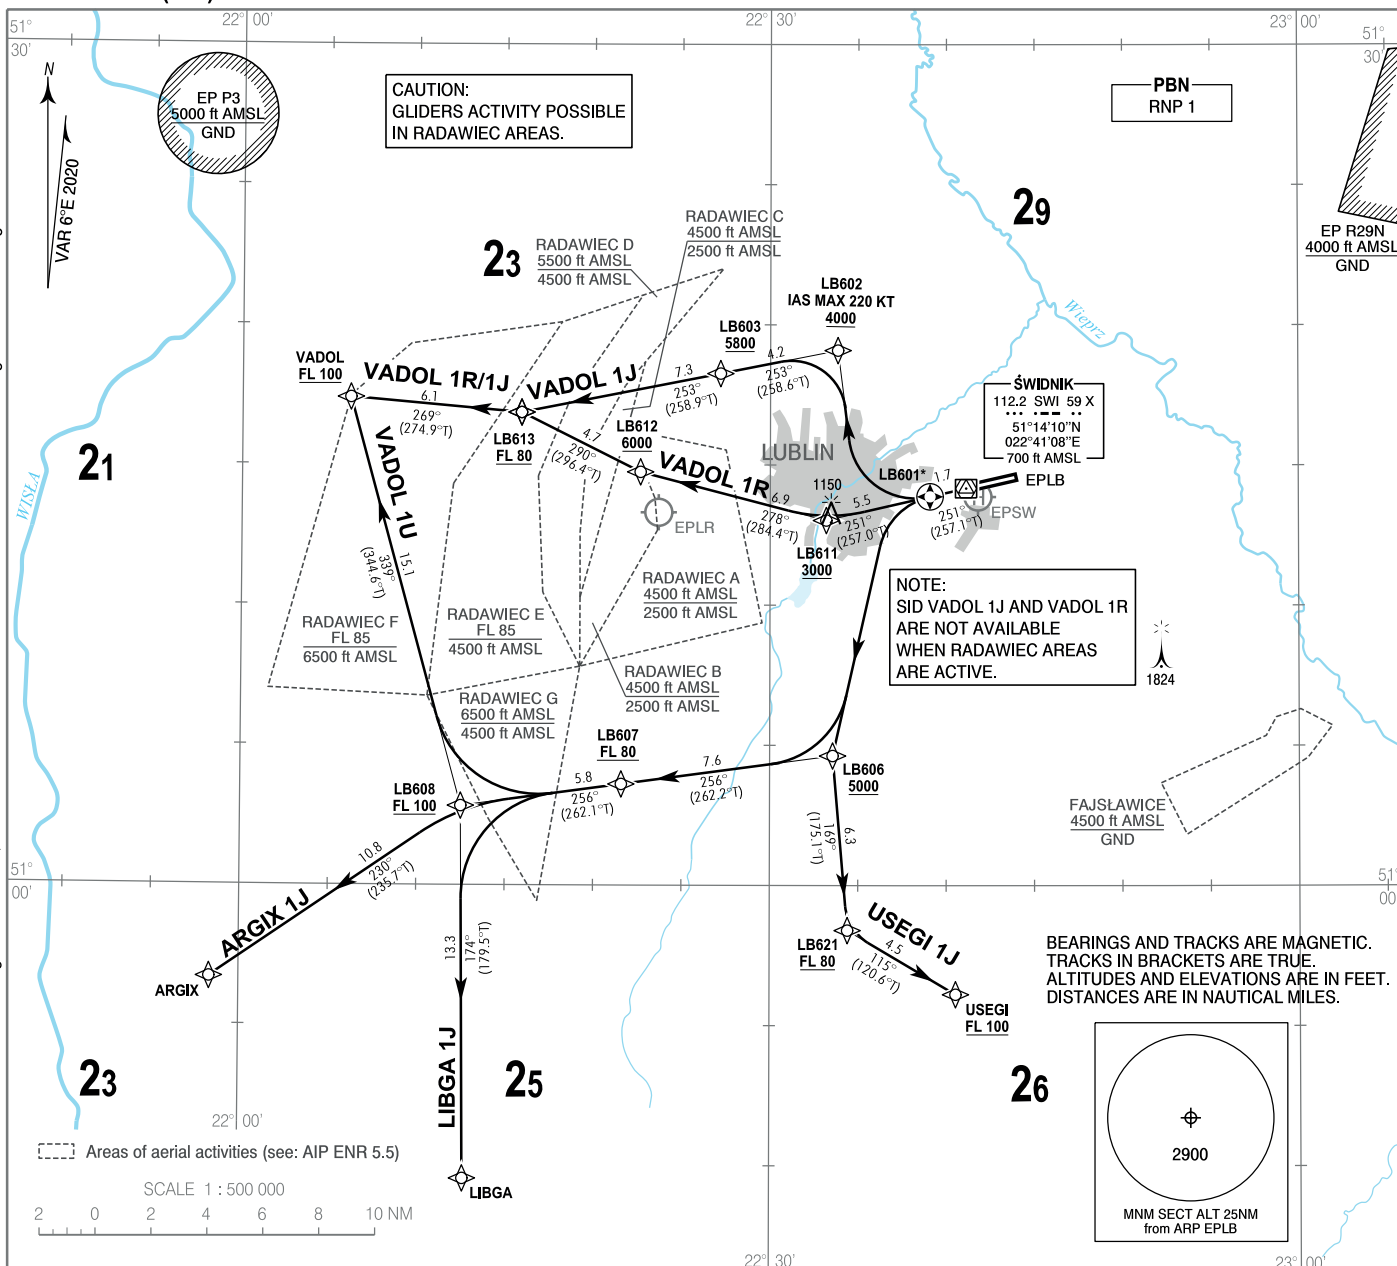 51°
30'
22° 00'
22° 30'
23° 00'
51°
30'
N
VAR 6°E 2020
EP P3
5000 ft AMSL
GND
CAUTION:
GLIDERS ACTIVITY POSSIBLE
IN RADAWIEC AREAS.
PBN
RNP 1
29
EP R29N
4000 ft AMSL
GND
RADAWIEC C
4500 ft AMSL
2500 ft AMSL
23
RADAWIEC D
5500 ft AMSL
4500 ft AMSL
LB602
IAS MAX 220 KT
4000
LB603
5800
Wieprz
VADOL
FL 100
VADOL 1R/1J
6.1
269°
(274.9°T)
VADOL 1J
7.3
253°
(258.9°T)
4.2
253°
(258.6°T)
ŚWIDNIK
112.2 SWI 59 X
51°14'10"N
022°41'08"E
700 ft AMSL
LB613
FL 80
4.7
290°
(296.4°T)
LB612
6000
VADOL 1R
6.9
278°
(284.4°T)
LUBLIN
1150
LB601*
1.7
251°
(257.1°T)
EPLB
EPSW
5.5
251°
(257.0°T)
LB611
3000
EPLR
21
WISŁA
VADOL 1U
15.1
339°
(344.6°T)
RADAWIEC A
4500 ft AMSL
2500 ft AMSL
NOTE:
SID VADOL 1J AND VADOL 1R
ARE NOT AVAILABLE
WHEN RADAWIEC AREAS
ARE ACTIVE.
1824
RADAWIEC F
FL 85
6500 ft AMSL
RADAWIEC E
FL 85
4500 ft AMSL
RADAWIEC B
4500 ft AMSL
2500 ft AMSL
RADAWIEC G
6500 ft AMSL
4500 ft AMSL
LB607
FL 80
7.6
256°
(262.2°T)
LB606
5000
LB608
FL 100
5.8
256°
(262.1°T)
FAJSŁAWICE
4500 ft AMSL
GND
6.3
169°
(175.1°T)
51°
00'
51°
00'
10.8
230°
(235.7°T)
ARGIX 1J
ARGIX
13.3
174°
(179.5°T)
LIBGA 1J
LIBGA
LB621
FL 80
USEGI 1J
4.5
115°
(120.6°T)
USEGI
FL 100
BEARINGS AND TRACKS ARE MAGNETIC.
TRACKS IN BRACKETS ARE TRUE.
ALTITUDES AND ELEVATIONS ARE IN FEET.
DISTANCES ARE IN NAUTICAL MILES.
23
25
26
22° 00'
2900
MNM SECT ALT 25NM
from ARP EPLB
Areas of aerial activities (see: AIP ENR 5.5)
SCALE 1 : 500 000
2 0 2 4 6 8 10 NM
22° 30'
23° 00'